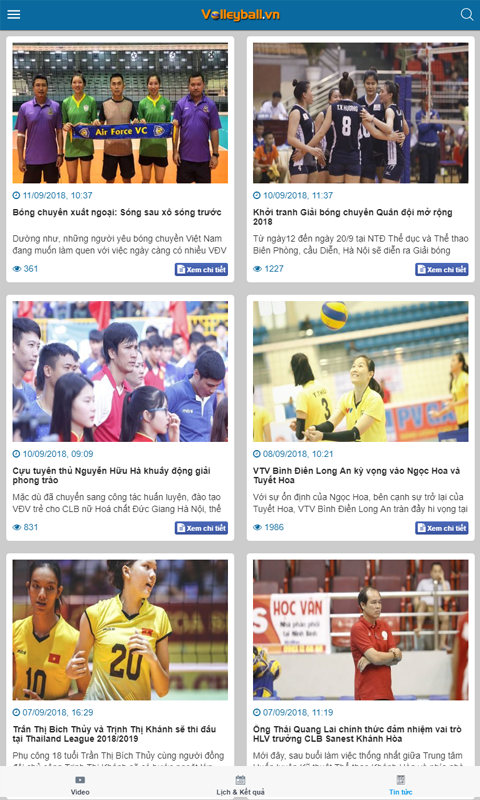 Volleyball.vn
Air Force VC
T.K HƯƠNG
8
11/09/2018, 10:37
Bóng chuyền xuất ngoại: Sóng sau xô sóng trước
Dường như, những người yêu bóng chuyền Việt Nam
đang muốn làm quen với việc ngày càng có nhiều VĐV
361
Xem chi tiết
10/09/2018, 11:37
Khởi tranh Giải bóng chuyền Quân đội mở rộng
2018
Từ ngày12 đến ngày 20/9 tại NTĐ Thể dục và Thể thao
Biên Phòng, cầu Diễn, Hà Nội sẽ diễn ra Giải bóng
1227
Xem chi tiết
3
10/09/2018, 09:09
Cựu tuyển thủ Nguyễn Hữu Hà khuấy động giải
phong trào
Mặc dù đã chuyển sang công tác huấn luyện, đào tạo
VĐV trẻ cho CLB nữ Hoá chất Đức Giang Hà Nội, thế
831
Xem chi tiết
08/09/2018, 10:21
VTV Bình Điền Long An kỳ vọng vào Ngọc Hoa và
Tuyết Hoa
Với sự ổn định của Ngọc Hoa, bên cạnh sự trở lại của
Tuyết Hoa, VTV Bình Điền Long An tràn đầy hi vọng tại
1986
Xem chi tiết
10
20
HỌC VÂN
07/09/2018, 16:29
Trần Thị Bích Thủy và Trịnh Thị Khánh sẽ thi đấu
tại Thailand League 2018/2019
Phụ công 18 tuổi Trần Thị Bích Thủy cùng người đồng
07/09/2018, 11:19
Ông Thái Quang Lai chính thức đảm nhiệm vai trò
HLV trưởng CLB Sanest Khánh Hòa
Mới đây, sau buổi làm việc thống nhất giữa Trung tâm
Video
Lịch & Kết quả
Tin tức